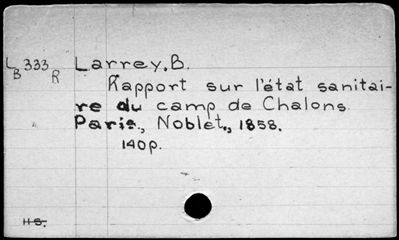 L 333 Larrey, B.
B R
Rapport sur l'état sanitai-
re du camp de Chalons
Paris, Noblet., 1858.
140p.
H S.